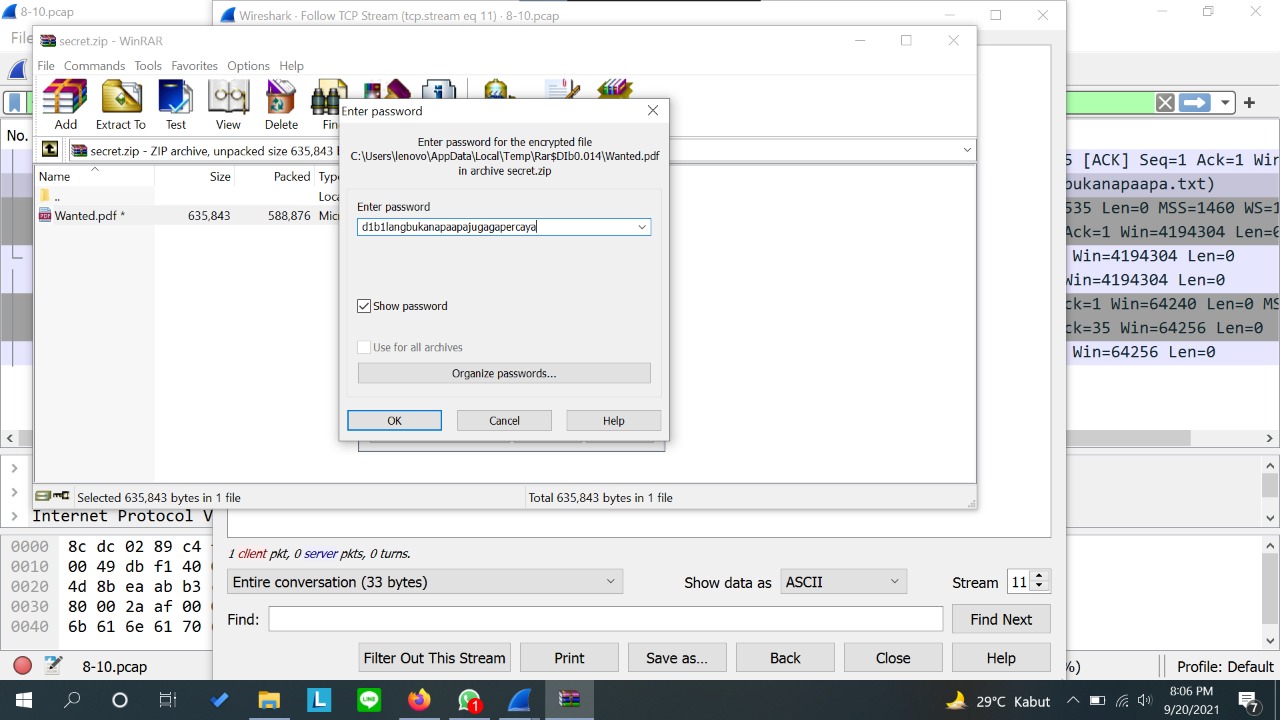 8-10.pcap
Wireshark · Follow TCP Stream (tcp.stream eq 11) · 8-10.pcap
secret.zip - WinRAR
File Commands Tools Favorites Options Help
Add Extract To Test View Delete
secret.zip - ZIP archive, unpacked size 635,843
Name Size Packed
..
Wanted.pdf * 635,843 588,876
Enter password
Enter password for the encrypted file
C:\Users\lenovo\AppData\Local\Temp\Rar$DIb0.014\Wanted.pdf
in archive secret.zip
Enter password
d1b1langbukanapaapajugagapercaya
Show password
Use for all archives
Organize passwords...
OK Cancel Help
Selected 635,843 bytes in 1 file Total 635,843 bytes in 1 file
No.
5 [ACK] Seq=1 Ack=1 Win
bukanapaapa.txt)
535 Len=0 MSS=1460 WS=1
Ack=1 Win=4194304 Len=0
Win=4194304 Len=0
Win=4194304 Len=0
ck=1 Win=64240 Len=0 MS
ck=35 Win=64256 Len=0
Win=64256 Len=0
Internet Protocol V
0000 8c dc 02 89 c4
0010 00 49 db f1 40
0020 4d 8b ea ab b3
0030 80 00 2a af 00
0040 6b 61 6e 61 70
1 client pkt, 0 server pkts, 0 turns.
Entire conversation (33 bytes) Show data as ASCII Stream 11
Find: Find Next
Filter Out This Stream Print Save as... Back Close Help
8-10.pcap %) Profile: Default
L LINE 1 29°C Kabut 8:06 PM
9/20/2021 7